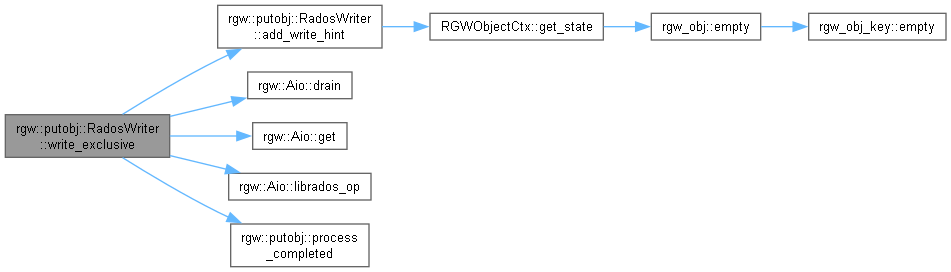 rgw::putobj::RadosWriter
::write_exclusive
rgw::putobj::RadosWriter
::add_write_hint
RGWObjectCtx::get_state
rgw_obj::empty
rgw_obj_key::empty
rgw::Aio::drain
rgw::Aio::get
rgw::Aio::librados_op
rgw::putobj::process
_completed